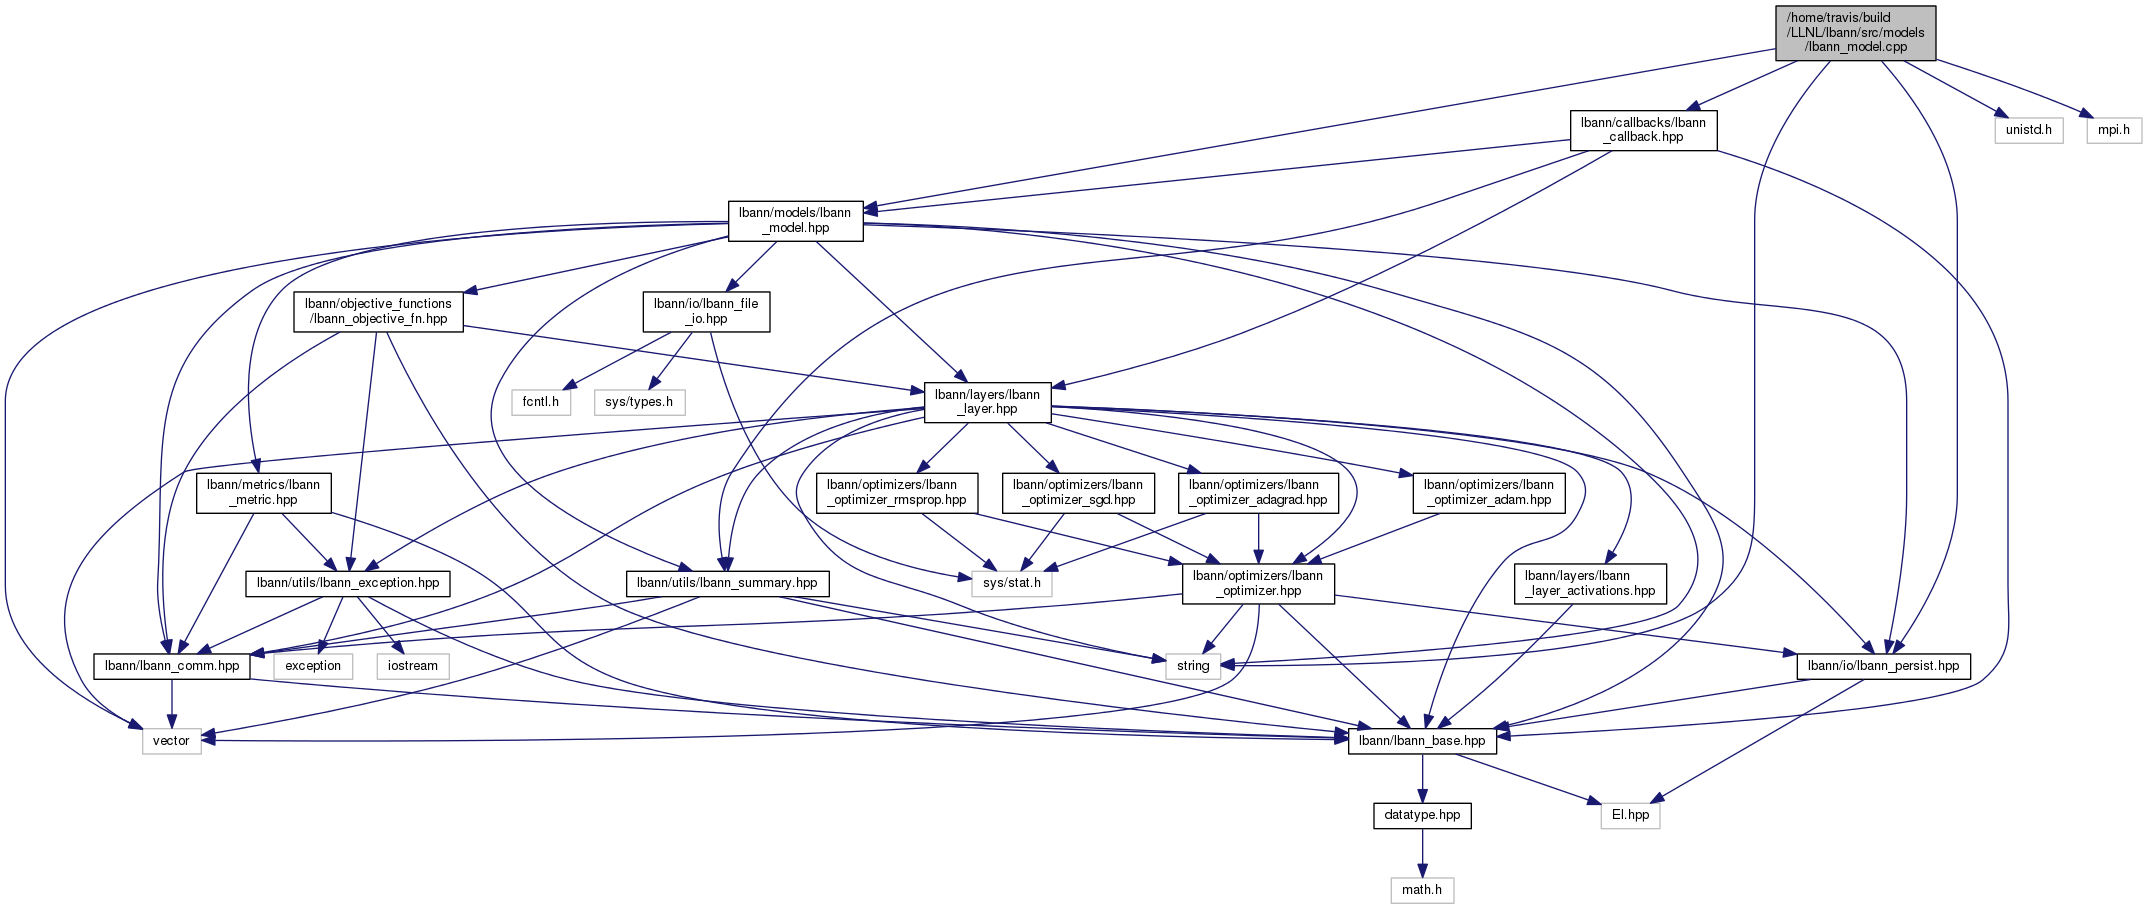 /home/travis/build
/LLNL/lbann/src/models
/lbann_model.cpp
lbann/callbacks/lbann
_callback.hpp
unistd.h
mpi.h
lbann/models/lbann
_model.hpp
lbann/objective_functions
/lbann_objective_fn.hpp
lbann/io/lbann_file
_io.hpp
fcntl.h
sys/types.h
lbann/layers/lbann
_layer.hpp
lbann/metrics/lbann
_metric.hpp
lbann/optimizers/lbann
_optimizer_rmsprop.hpp
lbann/optimizers/lbann
_optimizer_sgd.hpp
lbann/optimizers/lbann
_optimizer_adagrad.hpp
lbann/optimizers/lbann
_optimizer_adam.hpp
lbann/utils/lbann_exception.hpp
lbann/utils/lbann_summary.hpp
sys/stat.h
lbann/optimizers/lbann
_optimizer.hpp
lbann/layers/lbann
_layer_activations.hpp
lbann/lbann_comm.hpp
exception
iostream
string
lbann/io/lbann_persist.hpp
vector
lbann/lbann_base.hpp
datatype.hpp
El.hpp
math.h